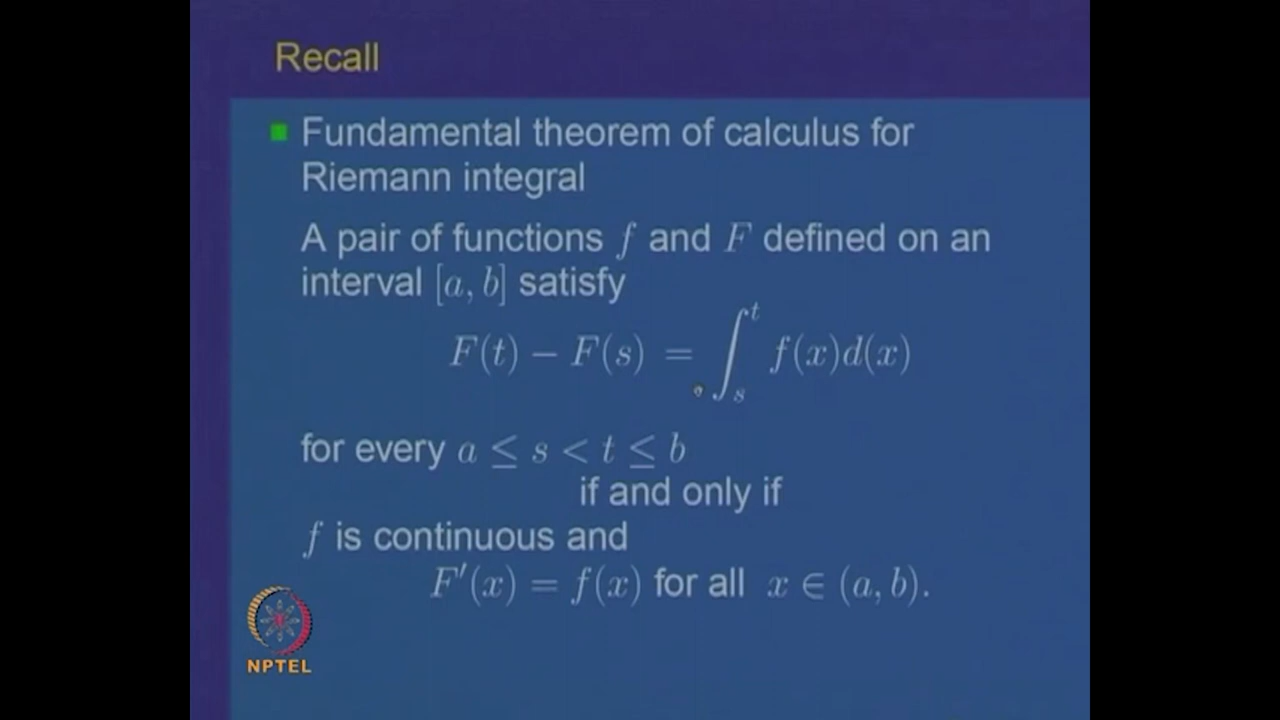 Recall
Fundamental theorem of calculus for
Riemann integral
A pair of functions f and F defined on an
interval [a, b] satisfy
F(t) − F(s) = ∫_s^t f(x)d(x)
for every a ≤ s < t ≤ b
if and only if
f is continuous and
F′(x) = f(x) for all x ∈ (a, b).
NPTEL